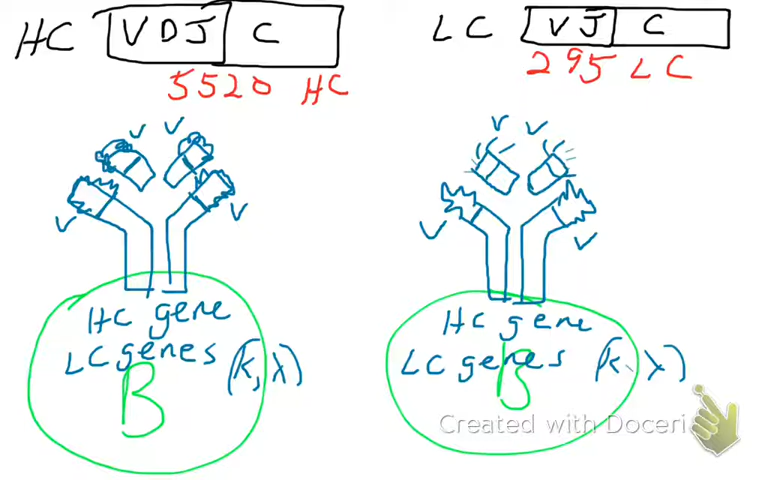 HC VDJ C
5520 HC
LC VJ C
295 LC
V V
V V
HC gene
LC genes (K, λ)
B
V V
V V
HC gene
LC genes (K, λ)
B
Created with Doceri